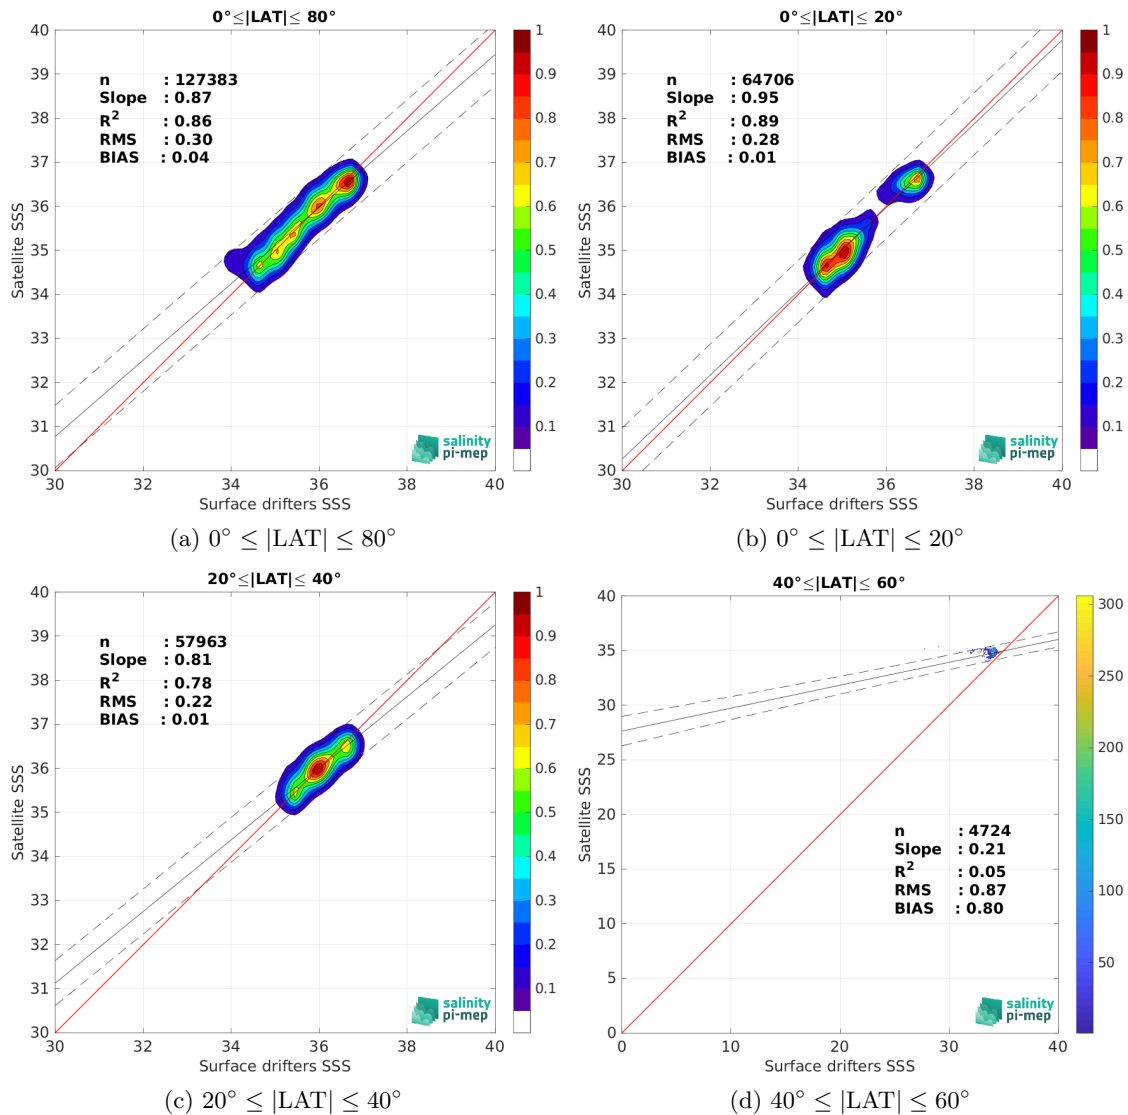 0°≤|LAT|≤ 80°
n : 127383
Slope : 0.87
R² : 0.86
RMS : 0.30
BIAS : 0.04
Satellite SSS
40
39
38
37
36
35
34
33
32
31
30
30 32 34 36 38 40
Surface drifters SSS
1
0.9
0.8
0.7
0.6
0.5
0.4
0.3
0.2
0.1
salinity
pi-mep
(a) 0° ≤ |LAT| ≤ 80°
0°≤|LAT|≤ 20°
n : 64706
Slope : 0.95
R² : 0.89
RMS : 0.28
BIAS : 0.01
Satellite SSS
40
39
38
37
36
35
34
33
32
31
30
30 32 34 36 38 40
Surface drifters SSS
1
0.9
0.8
0.7
0.6
0.5
0.4
0.3
0.2
0.1
salinity
pi-mep
(b) 0° ≤ |LAT| ≤ 20°
20°≤|LAT|≤ 40°
n : 57963
Slope : 0.81
R² : 0.78
RMS : 0.22
BIAS : 0.01
Satellite SSS
40
39
38
37
36
35
34
33
32
31
30
30 32 34 36 38 40
Surface drifters SSS
1
0.9
0.8
0.7
0.6
0.5
0.4
0.3
0.2
0.1
salinity
pi-mep
(c) 20° ≤ |LAT| ≤ 40°
40°≤|LAT|≤ 60°
n : 4724
Slope : 0.21
R² : 0.05
RMS : 0.87
BIAS : 0.80
Satellite SSS
40
35
30
25
20
15
10
5
0
0 10 20 30 40
Surface drifters SSS
300
250
200
150
100
50
salinity
pi-mep
(d) 40° ≤ |LAT| ≤ 60°